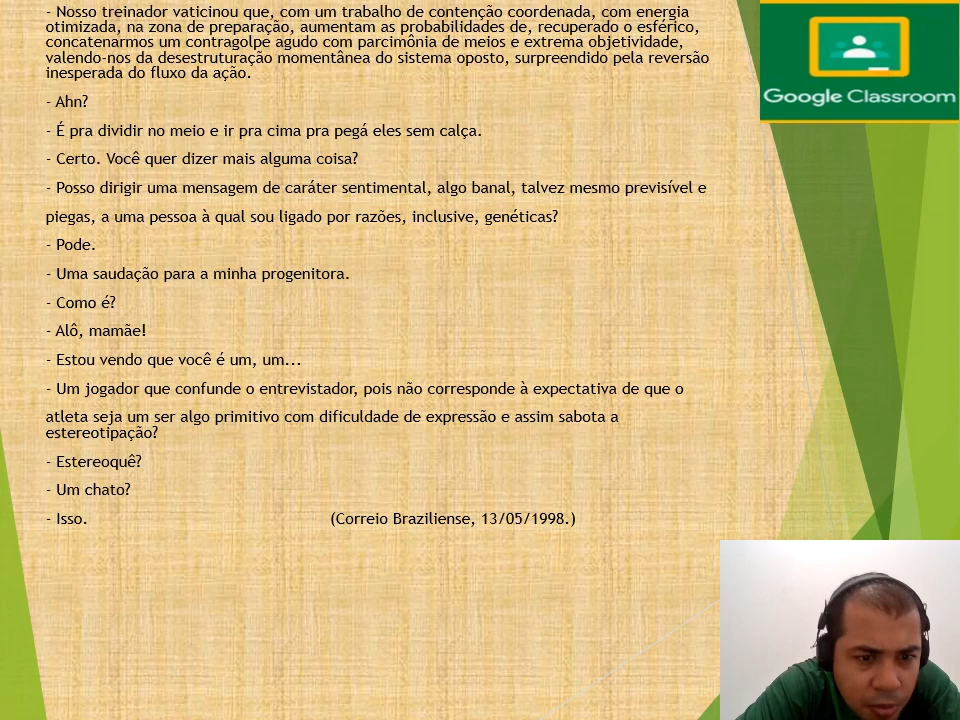 - Nosso treinador vaticinou que, com um trabalho de contenção coordenada, com energia
otimizada, na zona de preparação, aumentam as probabilidades de, recuperado o esférico,
concatenarmos um contragolpe agudo com parcimônia de meios e extrema objetividade,
valendo-nos da desestruturação momentânea do sistema oposto, surpreendido pela reversão
inesperada do fluxo da ação.
- Ahn?
- É pra dividir no meio e ir pra cima pra pegá eles sem calça.
- Certo. Você quer dizer mais alguma coisa?
- Posso dirigir uma mensagem de caráter sentimental, algo banal, talvez mesmo previsível e
piegas, a uma pessoa à qual sou ligado por razões, inclusive, genéticas?
- Pode.
- Uma saudação para a minha progenitora.
- Como é?
- Alô, mamãe!
- Estou vendo que você é um, um...
- Um jogador que confunde o entrevistador, pois não corresponde à expectativa de que o
atleta seja um ser algo primitivo com dificuldade de expressão e assim sabota a
estereotipação?
- Estereoquê?
- Um chato?
- Isso. (Correio Braziliense, 13/05/1998.)
Google Classroom